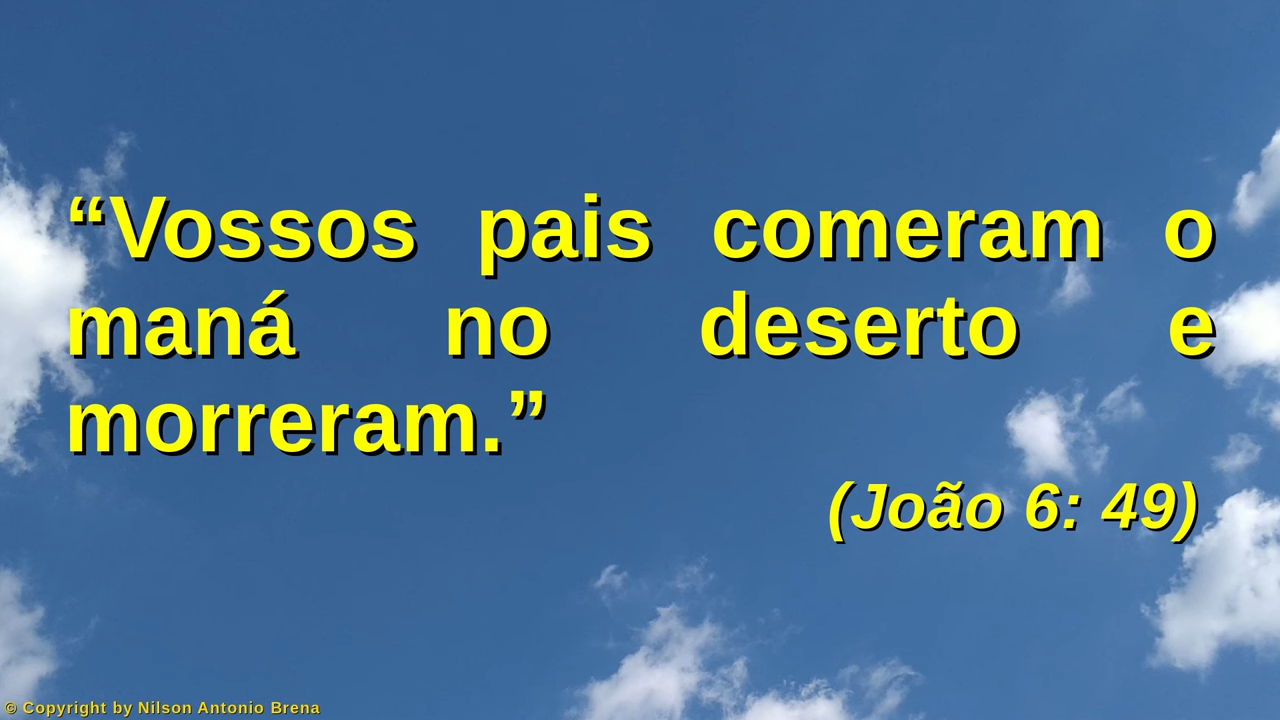 “Vossos pais comeram o
maná no deserto e
morreram.”
(João 6: 49)
© Copyright by Nilson Antonio Brena